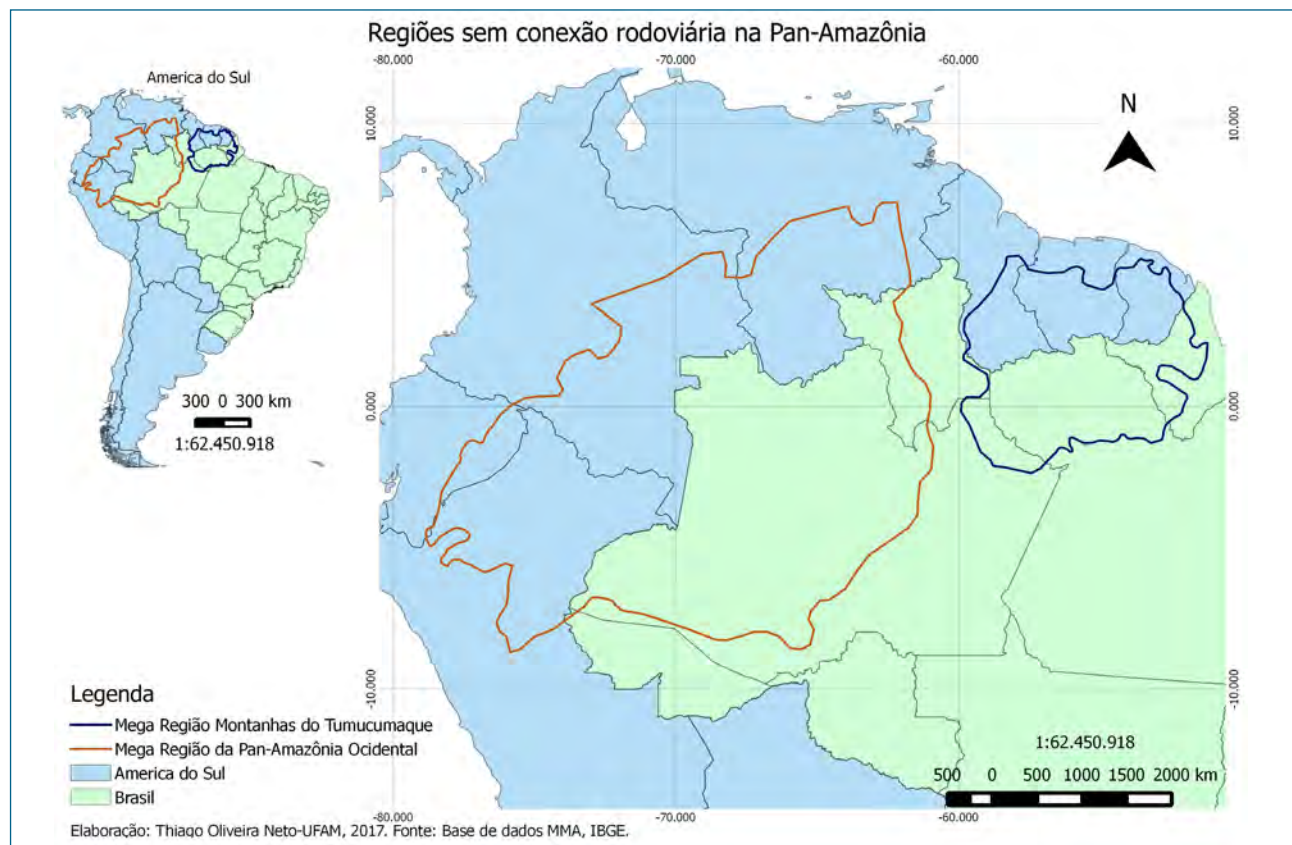 Regiões sem conexão rodoviária na Pan-Amazônia
America do Sul
300 0 300 km
1:62.450.918
-80.000
-70.000
-60.000
N
10.000
10.000
0.000
0.000
-10.000
-10.000
1:62.450.918
500 0 500 1000 1500 2000 km
-80.000
-70.000
-60.000
Legenda
Mega Região Montanhas do Tumucumaque
Mega Região da Pan-Amazônia Ocidental
America do Sul
Brasil
Elaboração: Thiago Oliveira Neto-UFAM, 2017. Fonte: Base de dados MMA, IBGE.